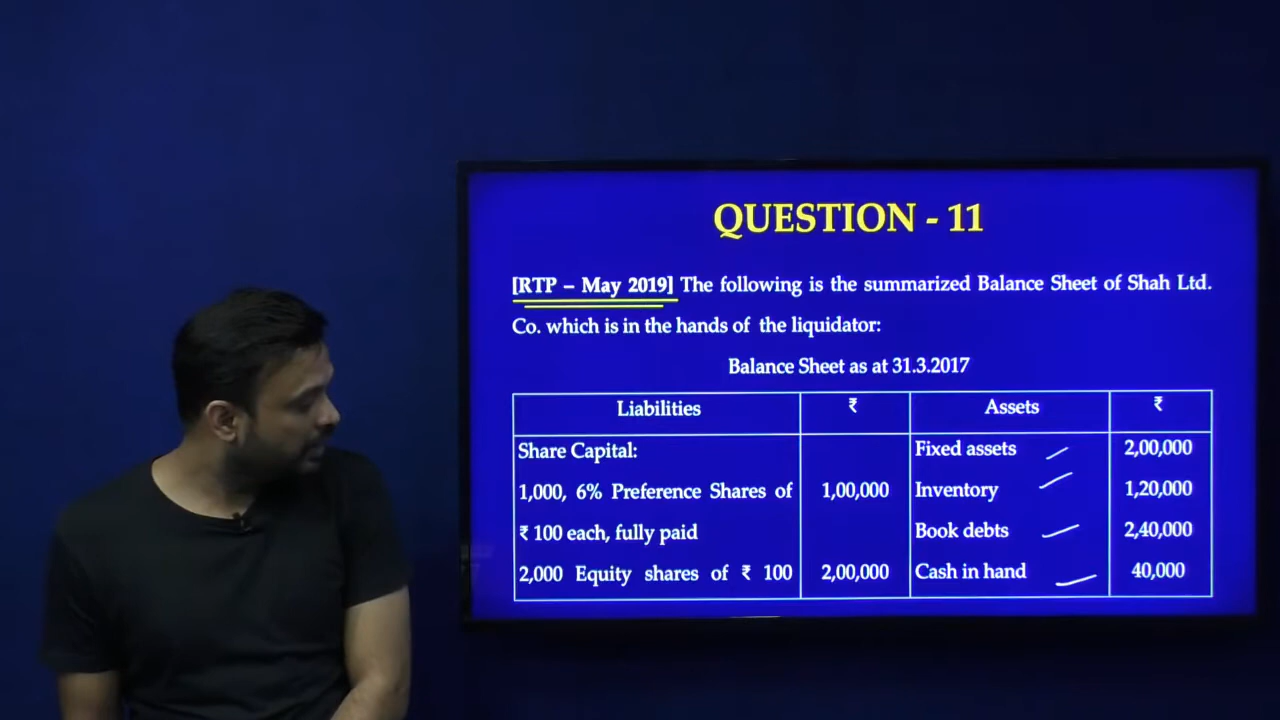 QUESTION - 11
[RTP – May 2019] The following is the summarized Balance Sheet of Shah Ltd.
Co. which is in the hands of the liquidator:
Balance Sheet as at 31.3.2017
Liabilities ₹ Assets ₹
Share Capital: Fixed assets 2,00,000
1,000, 6% Preference Shares of 1,00,000 Inventory 1,20,000
₹ 100 each, fully paid Book debts 2,40,000
2,000 Equity shares of ₹ 100 2,00,000 Cash in hand 40,000